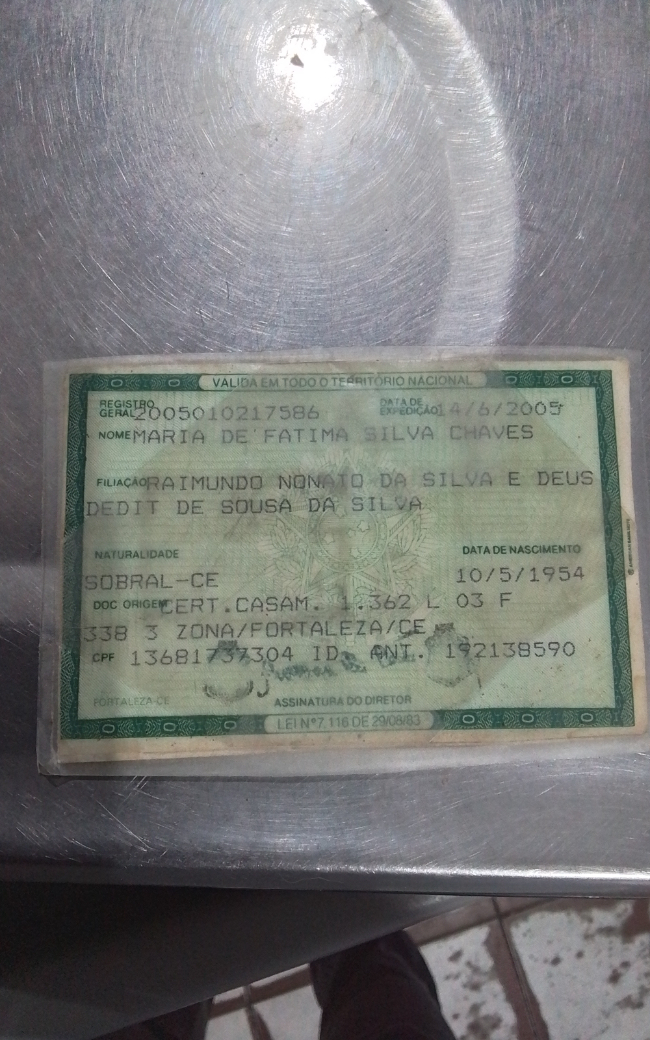 VÁLIDA EM TODO O TERRITÓRIO NACIONAL
REGISTRO GERAL 2005010217586 DATA DE EXPEDIÇÃO 14/6/2005
NOME MARIA DE FATIMA SILVA CHAVES
FILIAÇÃO RAIMUNDO NONATO DA SILVA E DEUS
DEDIT DE SOUSA DA SILVA
NATURALIDADE DATA DE NASCIMENTO
SOBRAL-CE 10/5/1954
DOC ORIGEM CERT.CASAM. 1.362 L 03 F
338 3 ZONA/FORTALEZA/CE
CPF 13681737304 ID. ANT. 192138590
FORTALEZA-CE ASSINATURA DO DIRETOR
LEI Nº 7.116 DE 29/08/83